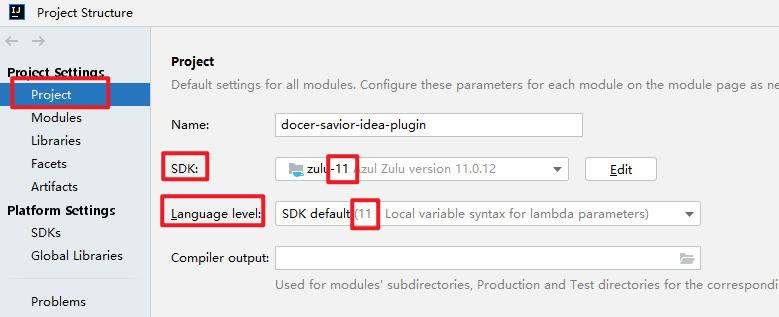 IJ Project Structure
Project Settings
Project
Modules
Libraries
Facets
Artifacts
Platform Settings
SDKs
Global Libraries
Problems
Project
Default settings for all modules. Configure these parameters for each module on the module page as ne
Name: docer-savior-idea-plugin
SDK: zulu-11 Azul Zulu version 11.0.12 Edit
Language level: SDK default (11 Local variable syntax for lambda parameters)
Compiler output:
Used for modules' subdirectories, Production and Test directories for the correspondin